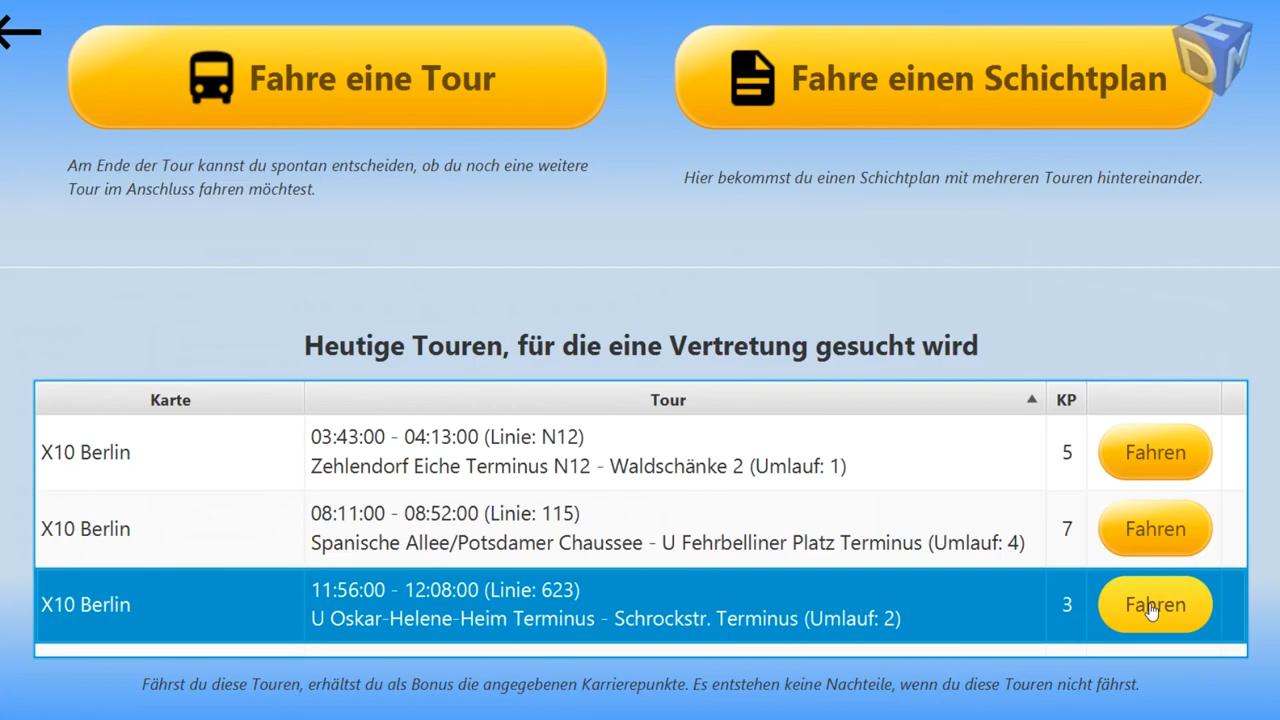 Fahre eine Tour
Fahre einen Schichtplan
DHM
Am Ende der Tour kannst du spontan entscheiden, ob du noch eine weitere
Tour im Anschluss fahren möchtest.
Hier bekommst du einen Schichtplan mit mehreren Touren hintereinander.
Heutige Touren, für die eine Vertretung gesucht wird
Karte Tour KP
03:43:00 - 04:13:00 (Linie: N12)
X10 Berlin 5 Fahren
Zehlendorf Eiche Terminus N12 - Waldschänke 2 (Umlauf: 1)
08:11:00 - 08:52:00 (Linie: 115)
X10 Berlin 7 Fahren
Spanische Allee/Potsdamer Chaussee - U Fehrbelliner Platz Terminus (Umlauf: 4)
11:56:00 - 12:08:00 (Linie: 623)
X10 Berlin 3 Fahren
U Oskar-Helene-Heim Terminus - Schrockstr. Terminus (Umlauf: 2)
Fährst du diese Touren, erhältst du als Bonus die angegebenen Karrierepunkte. Es entstehen keine Nachteile, wenn du diese Touren nicht fährst.